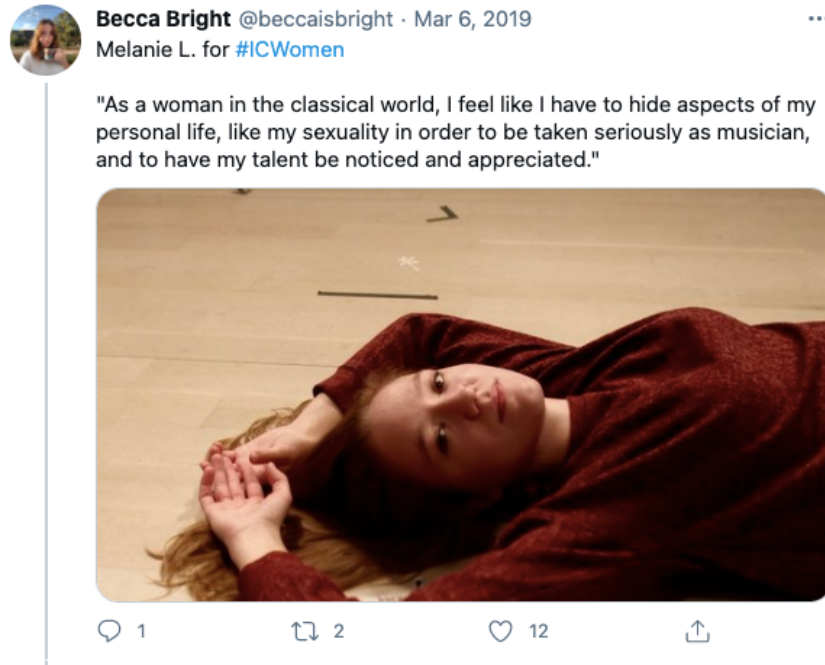 Becca Bright @beccaisbright · Mar 6, 2019
Melanie L. for #ICWomen
"As a woman in the classical world, I feel like I have to hide aspects of my
personal life, like my sexuality in order to be taken seriously as musician,
and to have my talent be noticed and appreciated."
1 2 12